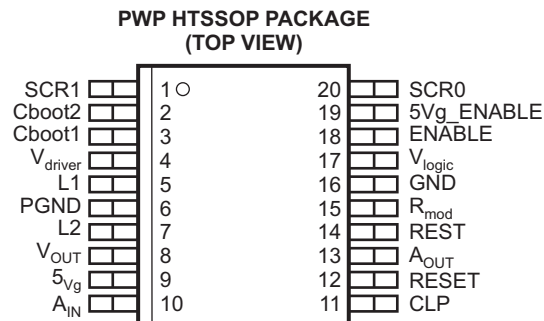 PWP HTSSOP PACKAGE
(TOP VIEW)
SCR1 1 20 SCR0
Cboot2 2 19 5Vg_ENABLE
Cboot1 3 18 ENABLE
Vdriver 4 17 Vlogic
L1 5 16 GND
PGND 6 15 Rmod
L2 7 14 REST
VOUT 8 13 AOUT
5Vg 9 12 RESET
AIN 10 11 CLP